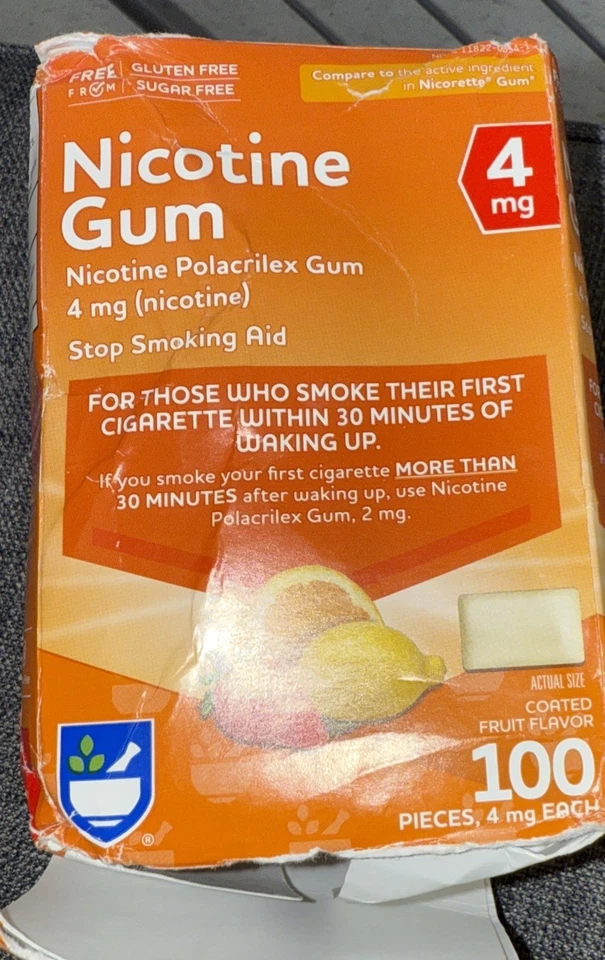 FREE
FROM
GLUTEN FREE
SUGAR FREE
Compare to the active ingredient
in Nicorette® Gum*
Nicotine
Gum
4
mg
Nicotine Polacrilex Gum
4 mg (nicotine)
Stop Smoking Aid
FOR THOSE WHO SMOKE THEIR FIRST
CIGARETTE WITHIN 30 MINUTES OF
WAKING UP.
If you smoke your first cigarette MORE THAN
30 MINUTES after waking up, use Nicotine
Polacrilex Gum, 2 mg.
ACTUAL SIZE
COATED
FRUIT FLAVOR
100
PIECES, 4 mg EACH
®